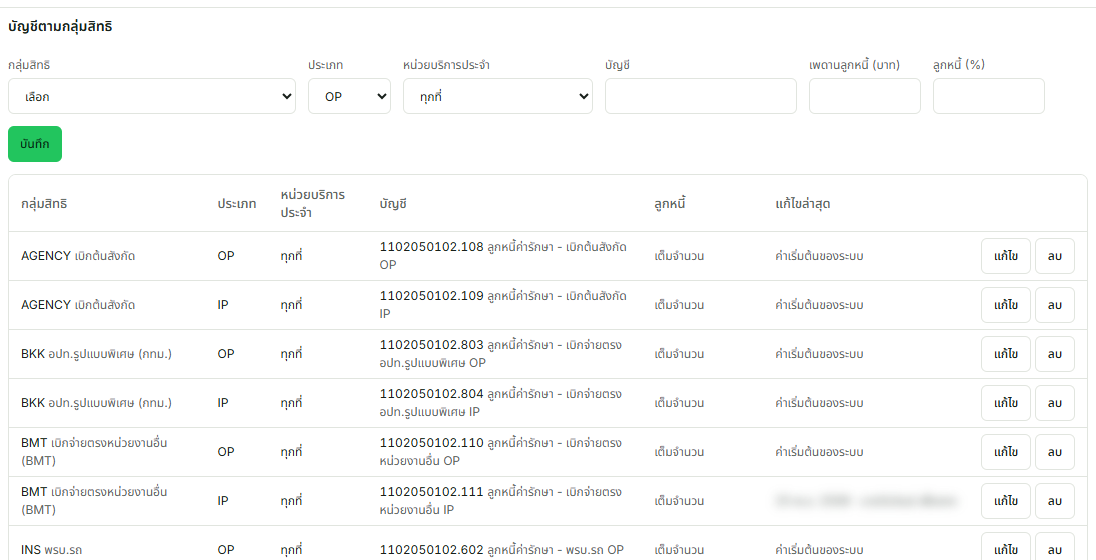 บัญชีตามกลุ่มสิทธิ
กลุ่มสิทธิ ประเภท หน่วยบริการประจำ บัญชี เพดานลูกหนี้ (บาท) ลูกหนี้ (%)
เลือก OP ทุกที่
บันทึก
กลุ่มสิทธิ ประเภท หน่วยบริการ บัญชี ลูกหนี้ แก้ไขล่าสุด
ประจำ
AGENCY เบิกต้นสังกัด OP ทุกที่ 1102050102.108 ลูกหนี้ค่ารักษา - เบิกต้นสังกัด เต็มจำนวน ค่าเริ่มต้นของระบบ แก้ไข ลบ
OP
AGENCY เบิกต้นสังกัด IP ทุกที่ 1102050102.109 ลูกหนี้ค่ารักษา - เบิกต้นสังกัด เต็มจำนวน ค่าเริ่มต้นของระบบ แก้ไข ลบ
IP
BKK อปท.รูปแบบพิเศษ (กทม.) OP ทุกที่ 1102050102.803 ลูกหนี้ค่ารักษา - เบิกจ่ายตรง เต็มจำนวน ค่าเริ่มต้นของระบบ แก้ไข ลบ
อปท.รูปแบบพิเศษ OP
BKK อปท.รูปแบบพิเศษ (กทม.) IP ทุกที่ 1102050102.804 ลูกหนี้ค่ารักษา - เบิกจ่ายตรง เต็มจำนวน ค่าเริ่มต้นของระบบ แก้ไข ลบ
อปท.รูปแบบพิเศษ IP
BMT เบิกจ่ายตรงหน่วยงานอื่น OP ทุกที่ 1102050102.110 ลูกหนี้ค่ารักษา - เบิกจ่ายตรง เต็มจำนวน ค่าเริ่มต้นของระบบ แก้ไข ลบ
(BMT) หน่วยงานอื่น OP
BMT เบิกจ่ายตรงหน่วยงานอื่น IP ทุกที่ 1102050102.111 ลูกหนี้ค่ารักษา - เบิกจ่ายตรง เต็มจำนวน แก้ไข ลบ
(BMT) หน่วยงานอื่น IP
INS พรบ.รถ OP ทุกที่ 1102050102.602 ลูกหนี้ค่ารักษา - พรบ.รถ OP เต็มจำนวน ค่าเริ่มต้นของระบบ แก้ไข ลบ